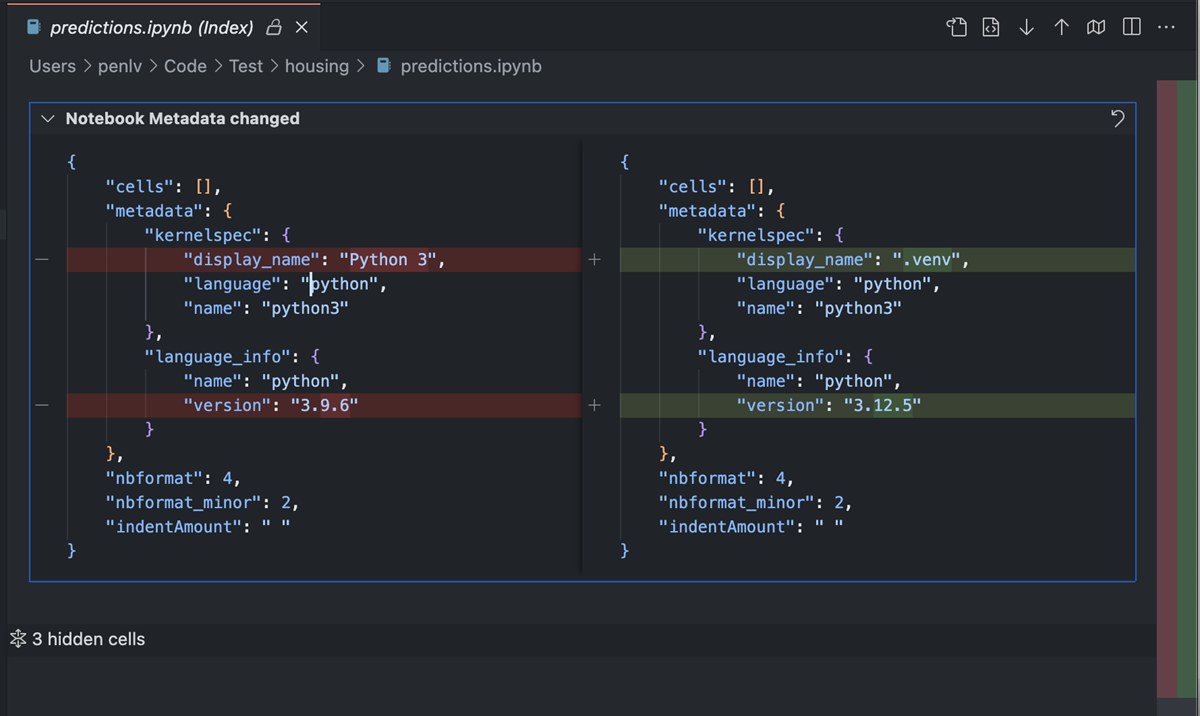 predictions.ipynb (Index)
Users > penlv > Code > Test > housing > predictions.ipynb
Notebook Metadata changed
{
"cells": [],
"metadata": {
"kernelspec": {
"display_name": "Python 3",
"language": "python",
"name": "python3"
},
"language_info": {
"name": "python",
"version": "3.9.6"
}
},
"nbformat": 4,
"nbformat_minor": 2,
"indentAmount": " "
}
{
"cells": [],
"metadata": {
"kernelspec": {
"display_name": ".venv",
"language": "python",
"name": "python3"
},
"language_info": {
"name": "python",
"version": "3.12.5"
}
},
"nbformat": 4,
"nbformat_minor": 2,
"indentAmount": " "
}
3 hidden cells